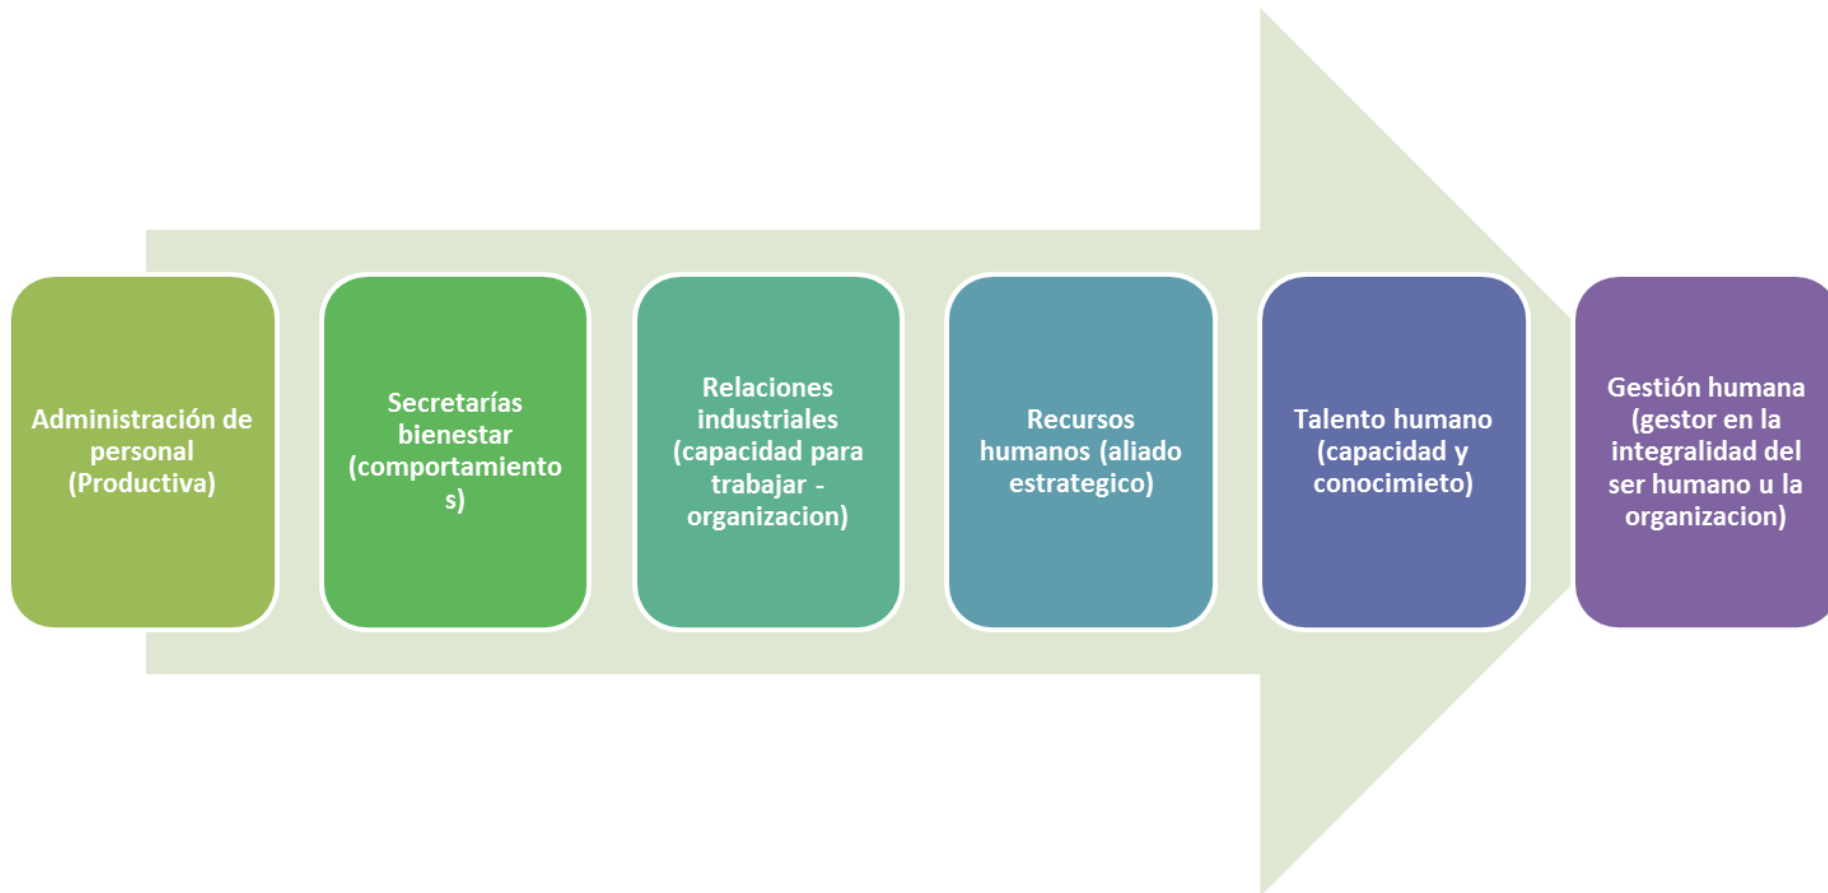 Administración de
personal
(Productiva)
Secretarías
bienestar
(comportamiento
s)
Relaciones
industriales
(capacidad para
trabajar -
organizacion)
Recursos
humanos (aliado
estrategico)
Talento humano
(capacidad y
conocimieto)
Gestión humana
(gestor en la
integralidad del
ser humano u la
organizacion)